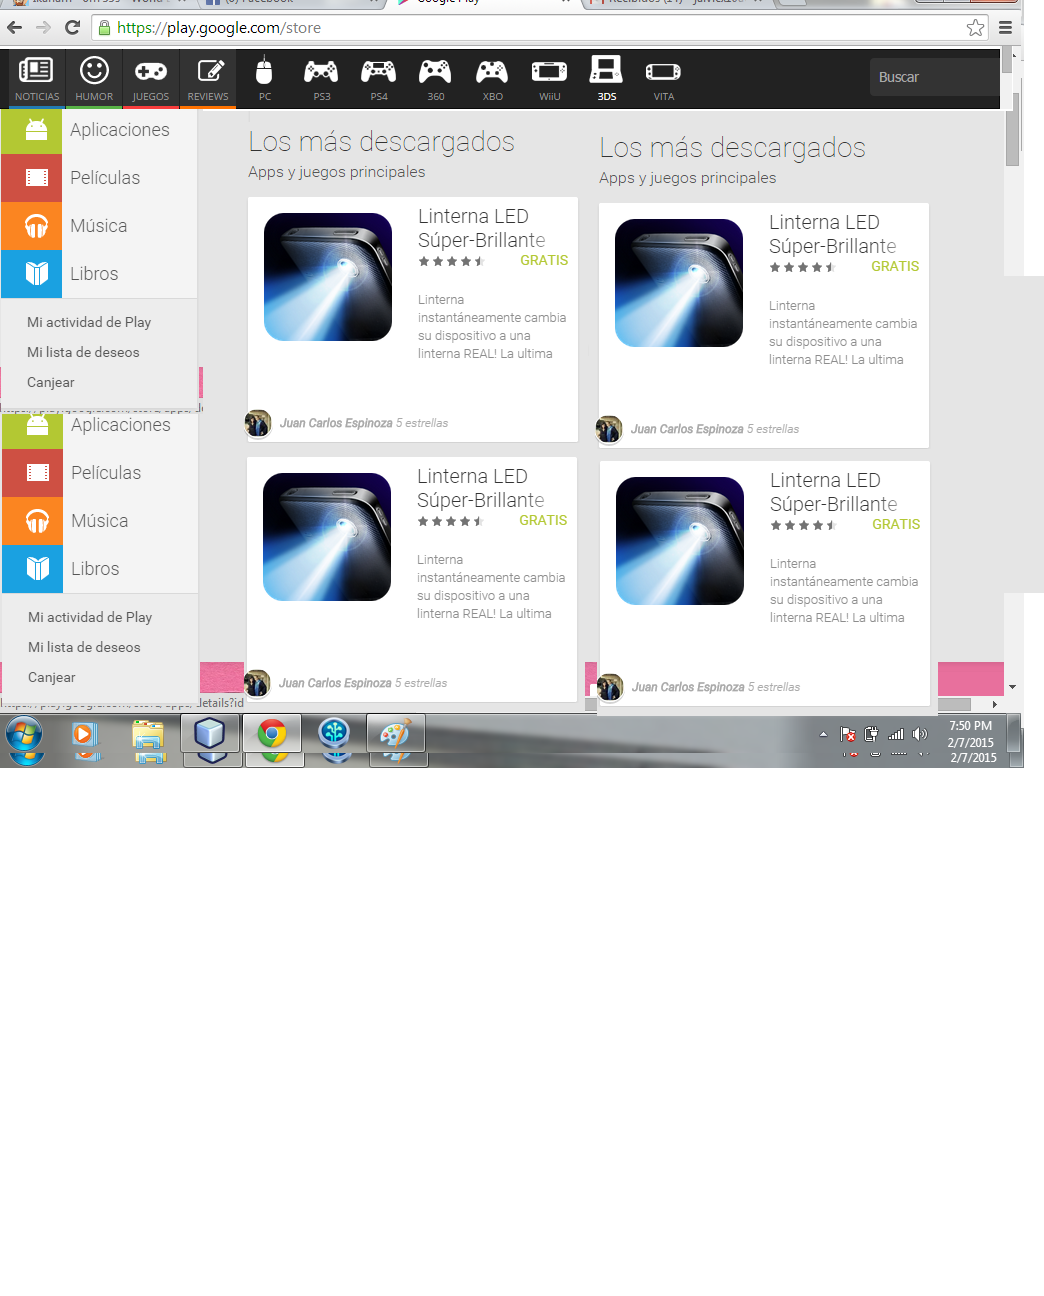 Google Play
https://play.google.com/store
NOTICIAS HUMOR JUEGOS REVIEWS PC PS3 PS4 360 XBO WiiU 3DS VITA
Buscar
Aplicaciones
Películas
Música
Libros
Mi actividad de Play
Mi lista de deseos
Canjear
Aplicaciones
Películas
Música
Libros
Mi actividad de Play
Mi lista de deseos
Canjear
Los más descargados
Apps y juegos principales
Linterna LED
Súper-Brillante
GRATIS
Linterna
instantáneamente cambia
su dispositivo a una
linterna REAL! La ultima
Juan Carlos Espinoza 5 estrellas
Linterna LED
Súper-Brillante
GRATIS
Linterna
instantáneamente cambia
su dispositivo a una
linterna REAL! La ultima
Juan Carlos Espinoza 5 estrellas
Los más descargados
Apps y juegos principales
Linterna LED
Súper-Brillante
GRATIS
Linterna
instantáneamente cambia
su dispositivo a una
linterna REAL! La ultima
Juan Carlos Espinoza 5 estrellas
Linterna LED
Súper-Brillante
GRATIS
Linterna
instantáneamente cambia
su dispositivo a una
linterna REAL! La ultima
Juan Carlos Espinoza 5 estrellas
7:50 PM
2/7/2015
2/7/2015